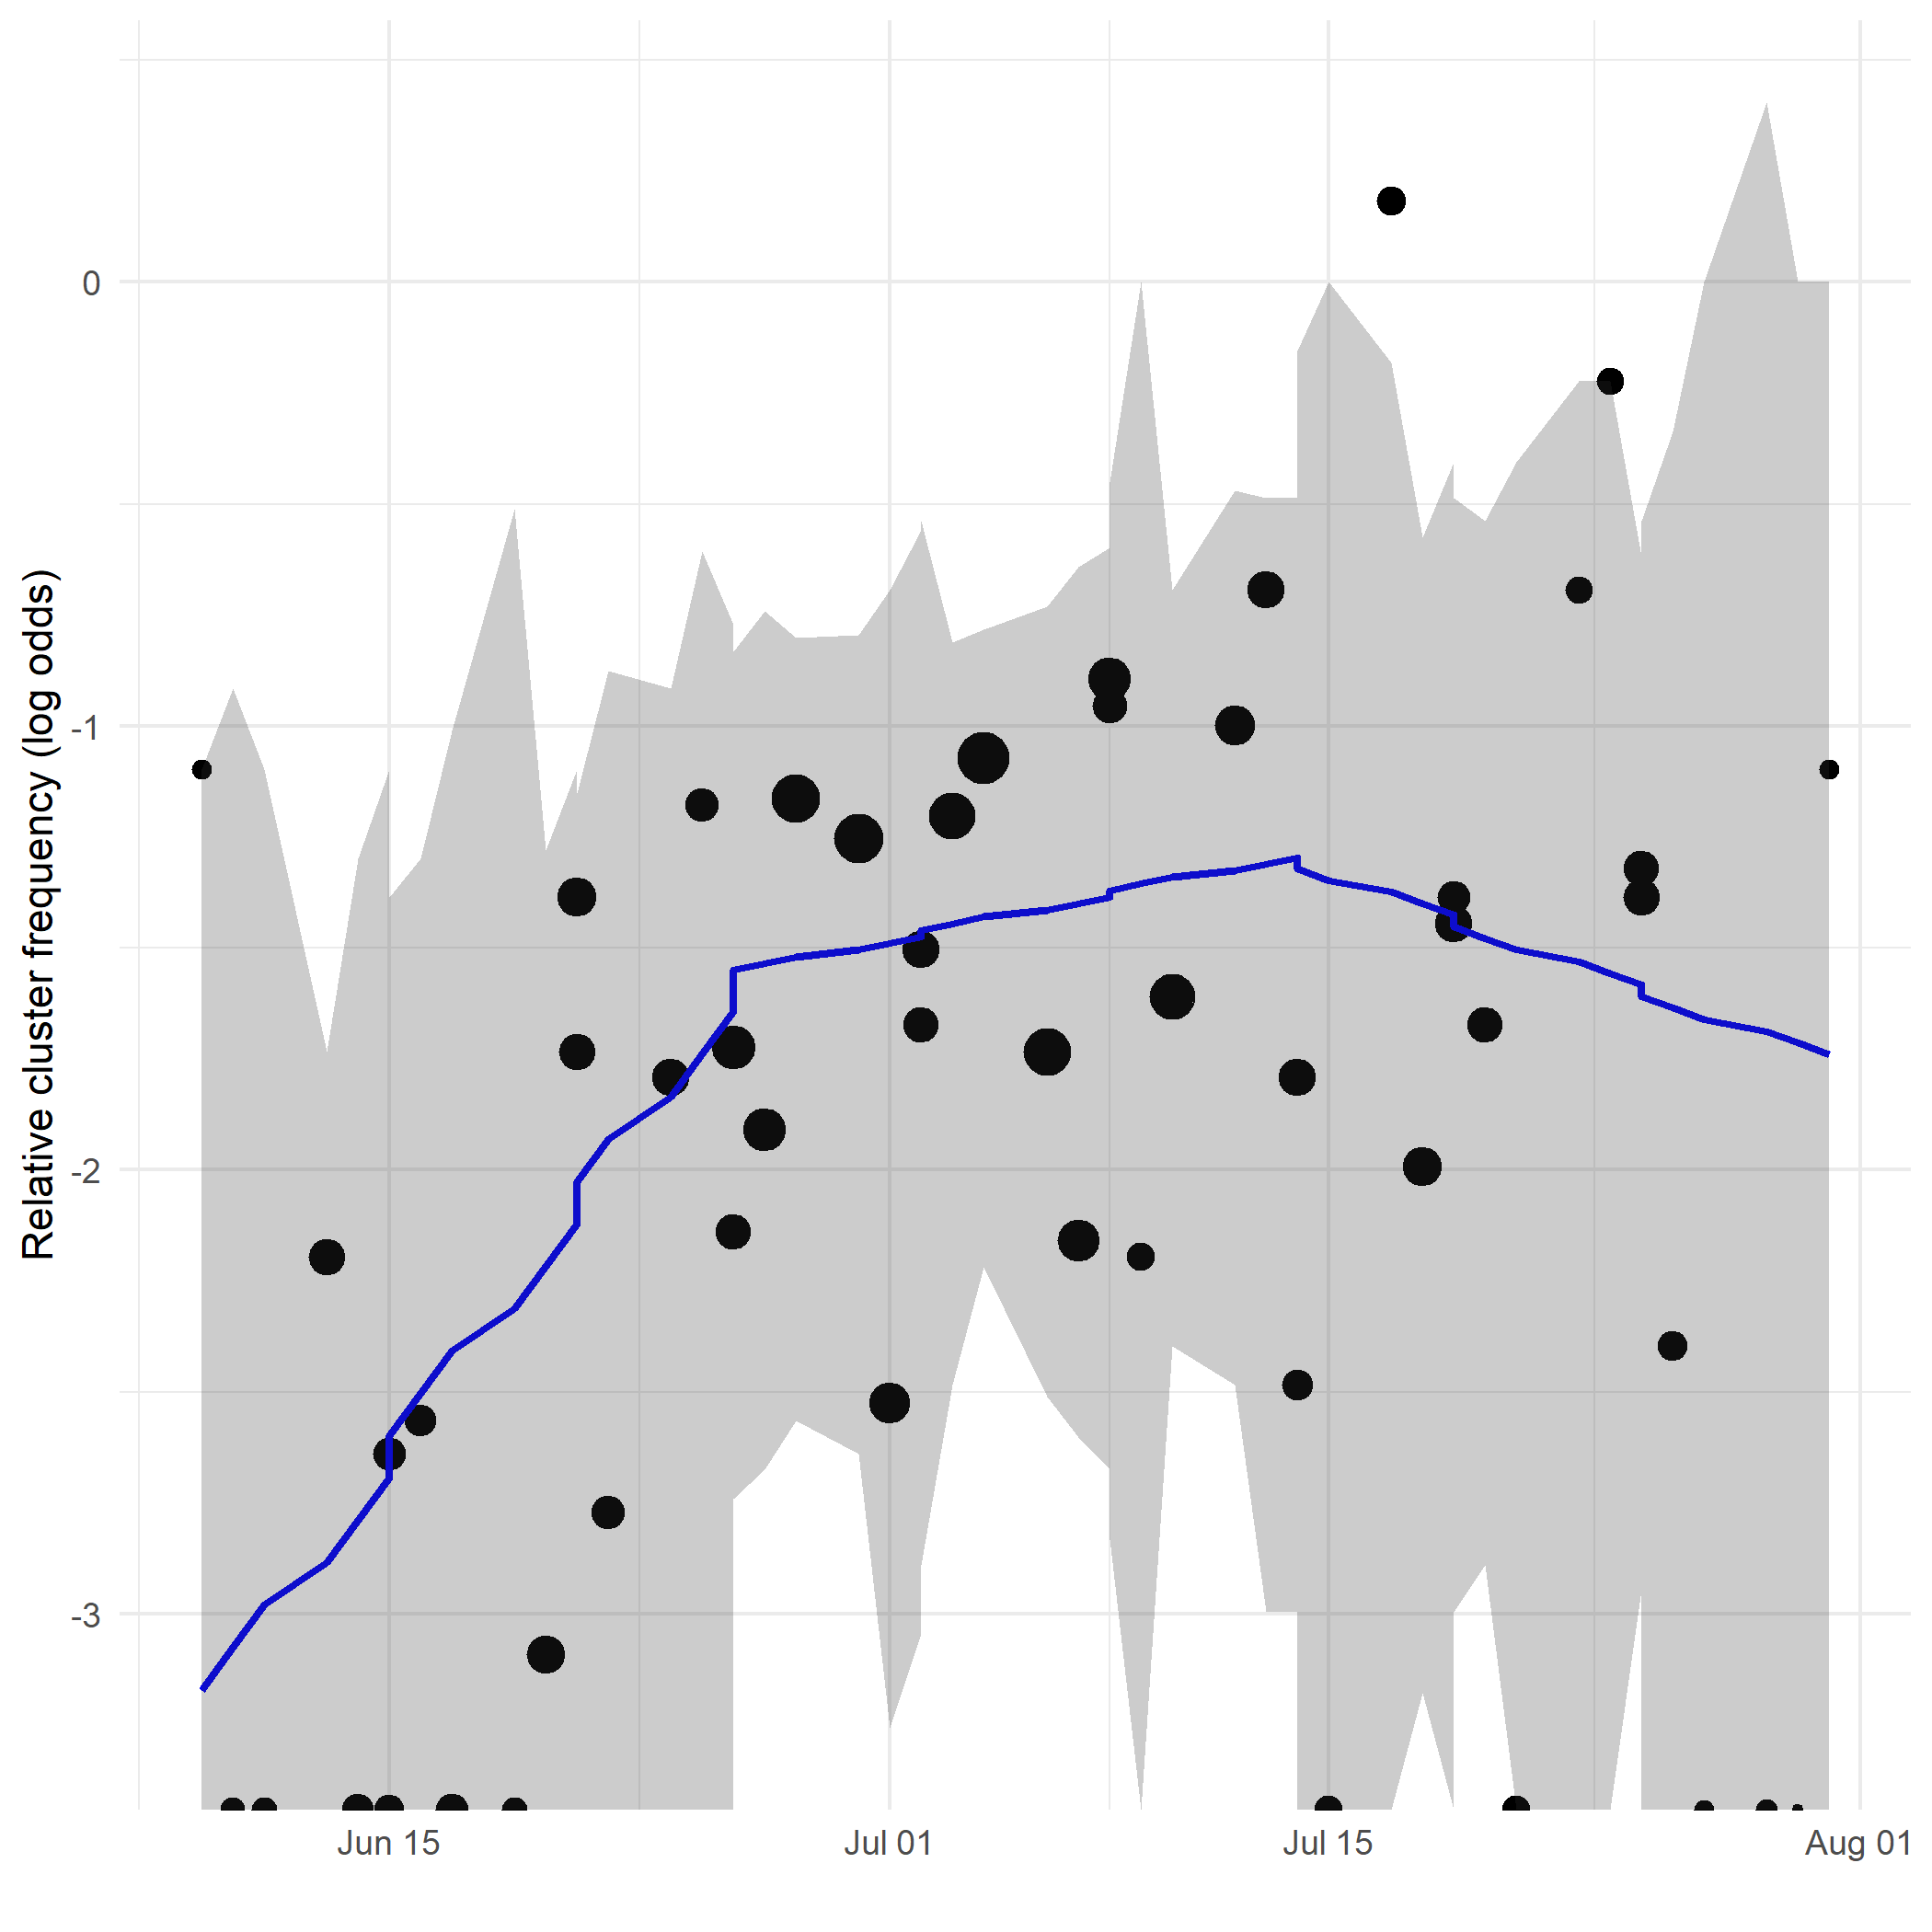 Relative cluster frequency (log odds)
0
-1
-2
-3
Jun 15
Jul 01
Jul 15
Aug 01